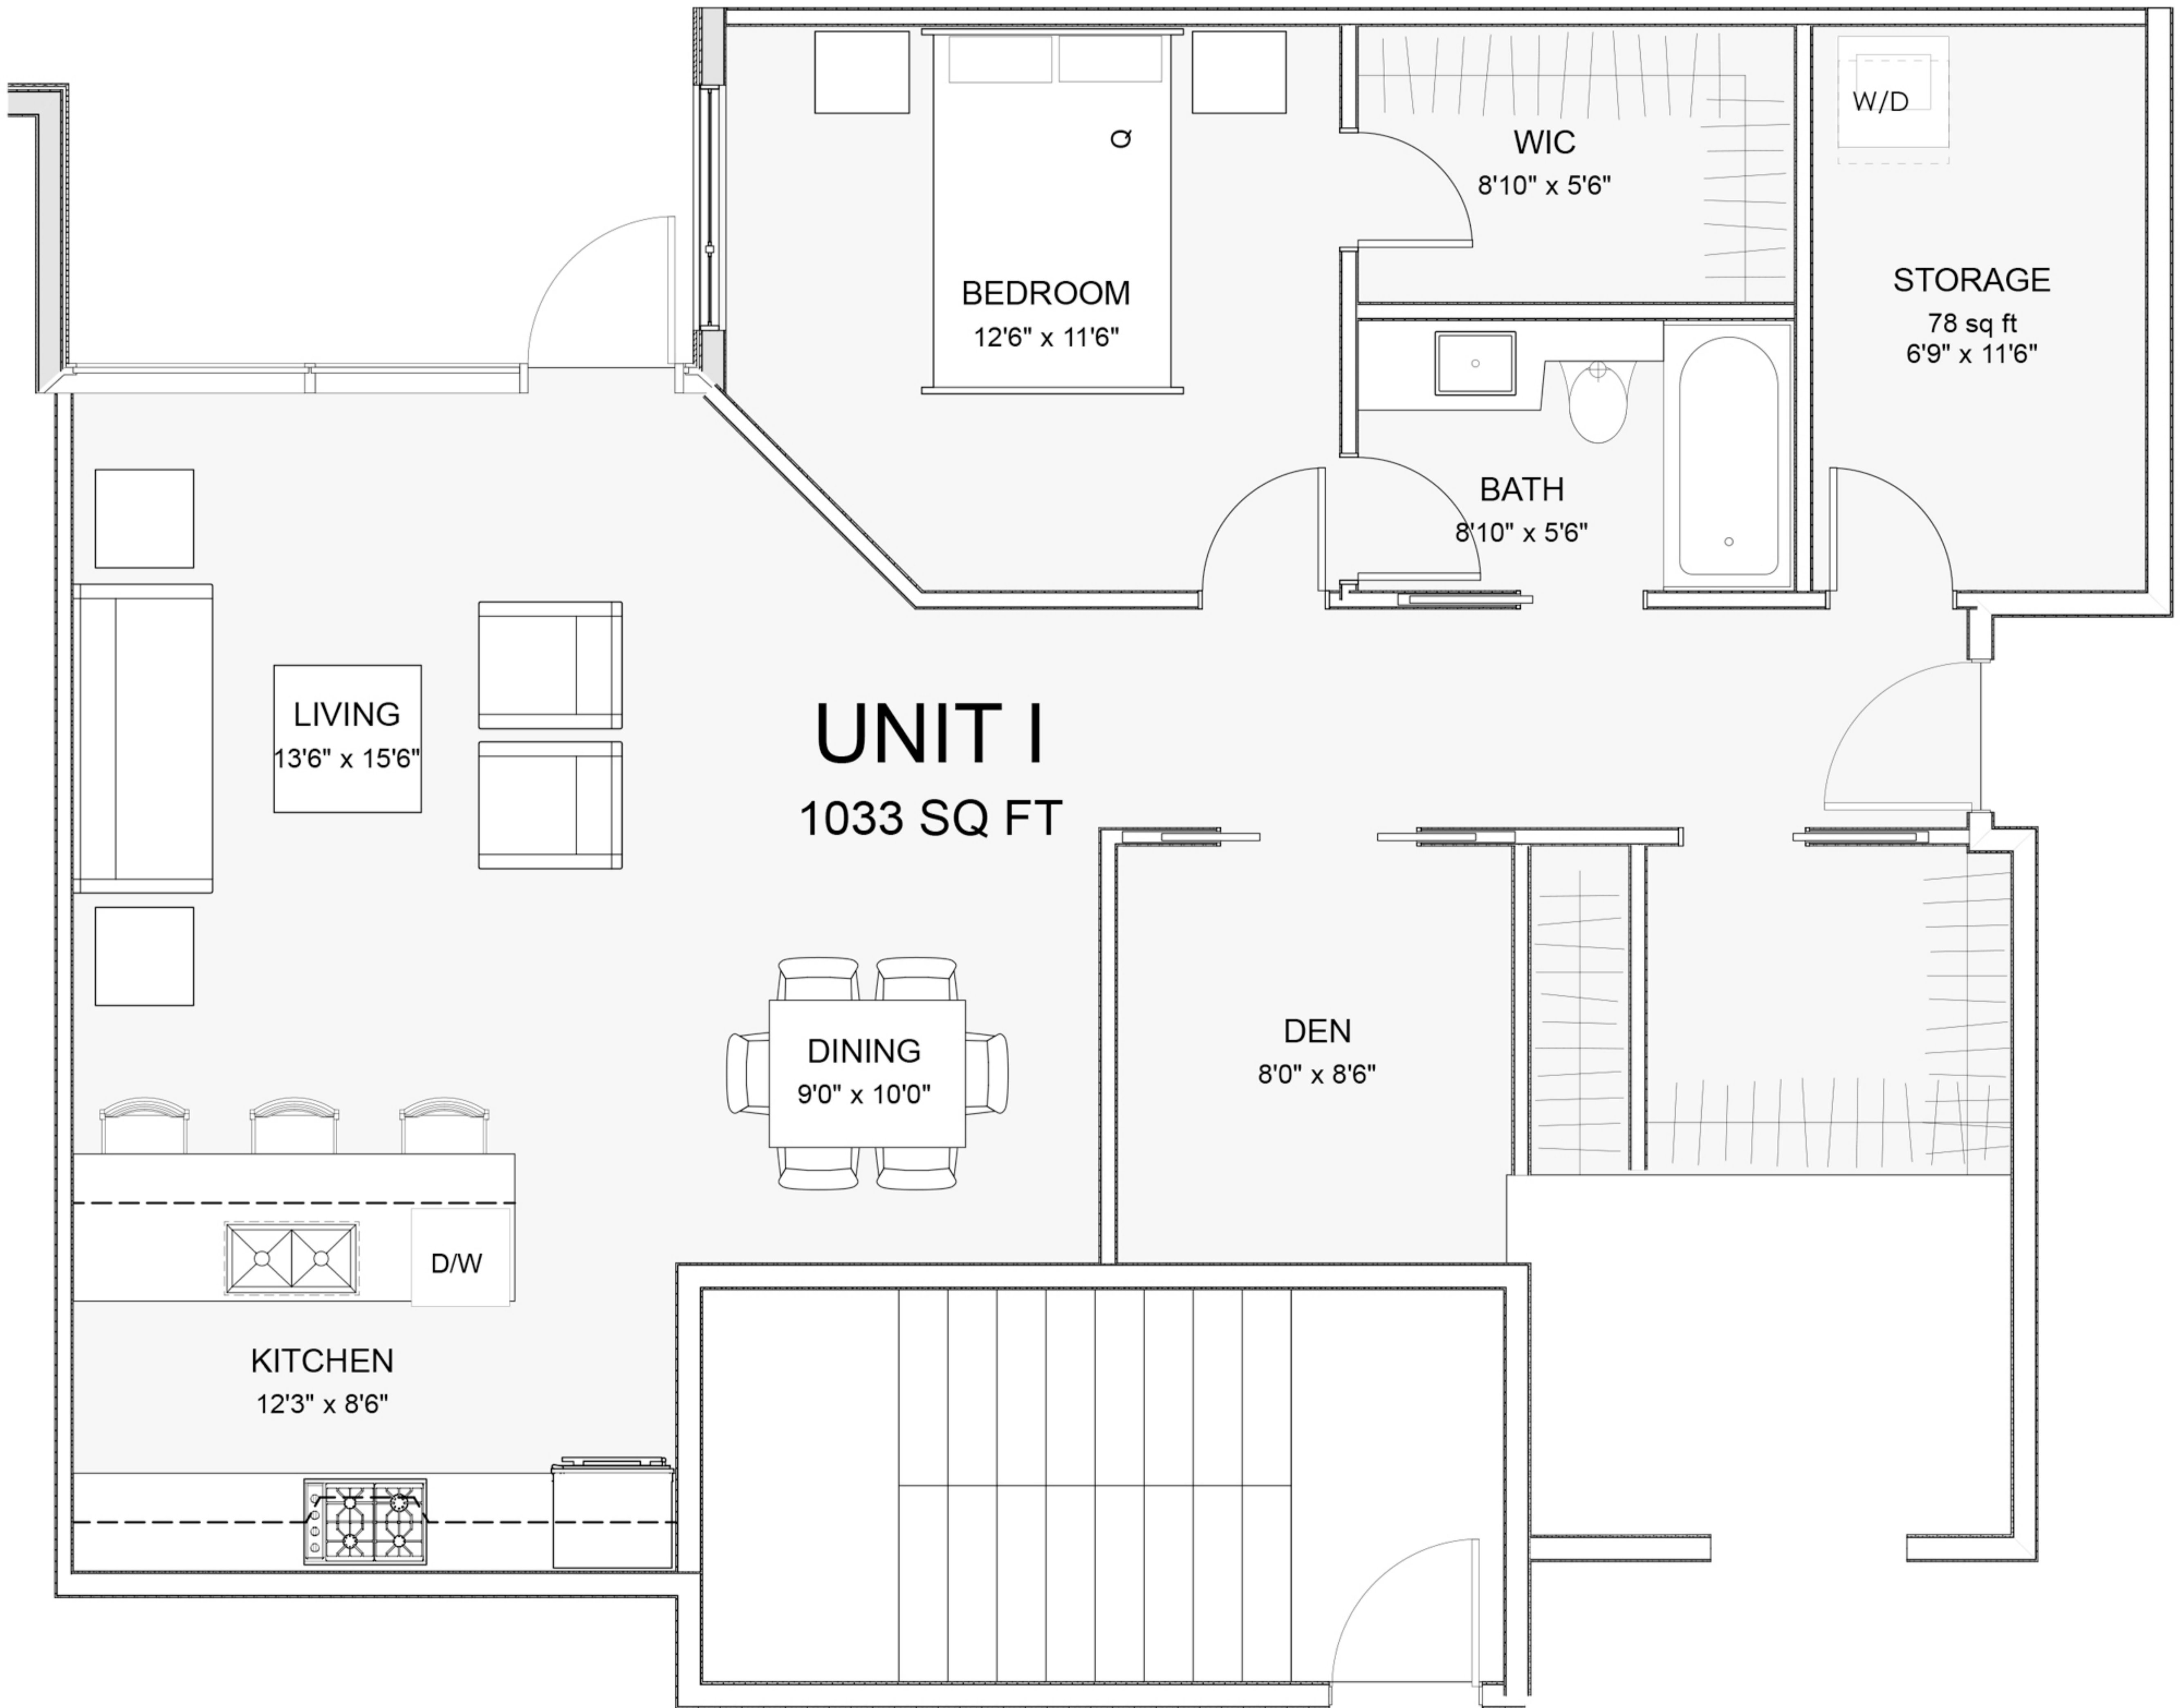 W/D
Q
WIC
8'10" x 5'6"
BEDROOM
12'6" x 11'6"
STORAGE
78 sq ft
6'9" x 11'6"
BATH
8'10" x 5'6"
LIVING
13'6" x 15'6"
UNIT I
1033 SQ FT
DINING
9'0" x 10'0"
DEN
8'0" x 8'6"
D/W
KITCHEN
12'3" x 8'6"